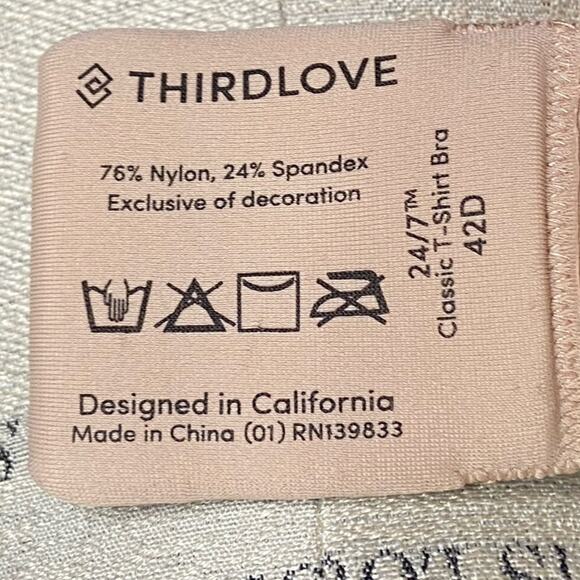 THIRDLOVE
76% Nylon, 24% Spandex
Exclusive of decoration
24/7™
Classic T-Shirt Bra
42D
Designed in California
Made in China (01) RN139833